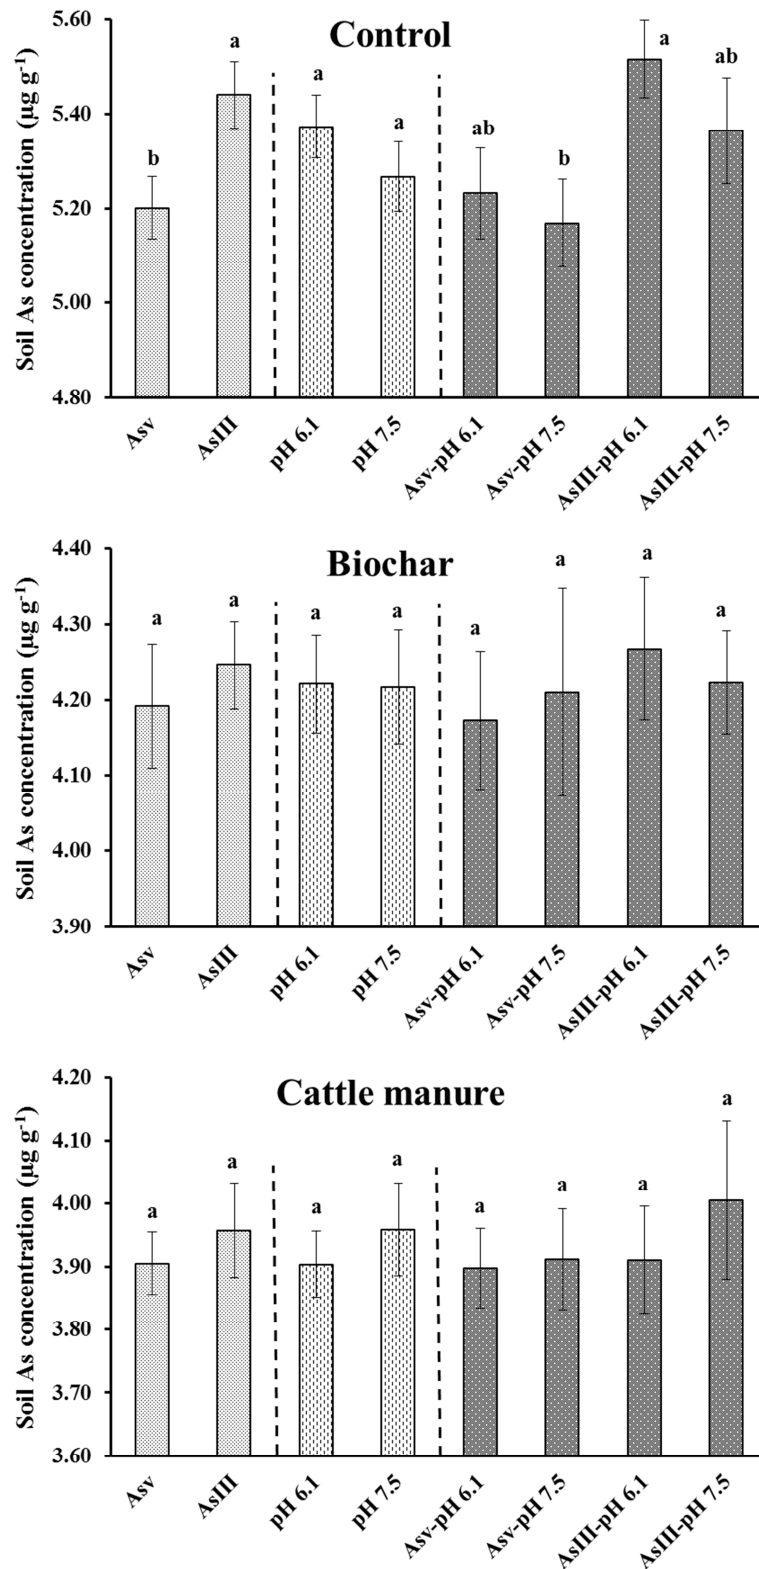 Control
Soil As concentration (µg g-1)
5.60
5.40
5.20
5.00
4.80
b
a
a
a
ab
b
a
ab
Asv
AsIII
pH 6.1
pH 7.5
Asv-pH 6.1
Asv-pH 7.5
AsIII-pH 6.1
AsIII-pH 7.5
Biochar
Soil As concentration (µg g-1)
4.40
4.30
4.20
4.10
4.00
3.90
a
a
a
a
a
a
a
a
Asv
AsIII
pH 6.1
pH 7.5
Asv-pH 6.1
Asv-pH 7.5
AsIII-pH 6.1
AsIII-pH 7.5
Cattle manure
Soil As concentration (µg g-1)
4.20
4.10
4.00
3.90
3.80
3.70
3.60
a
a
a
a
a
a
a
a
Asv
AsIII
pH 6.1
pH 7.5
Asv-pH 6.1
Asv-pH 7.5
AsIII-pH 6.1
AsIII-pH 7.5